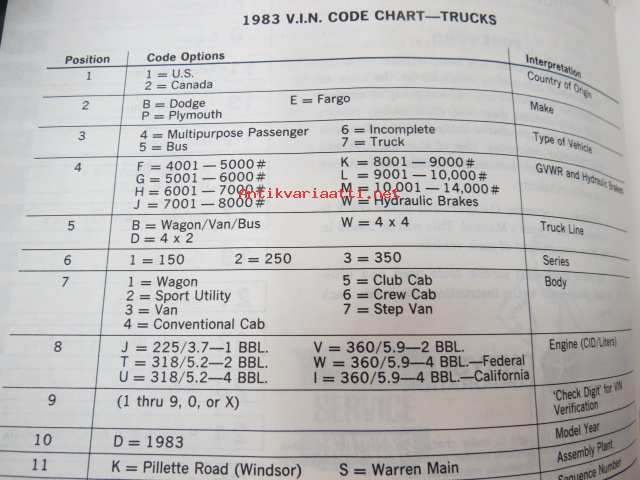 1983 V.I.N. CODE CHART—TRUCKS
Position Code Options Interpretation
1 1 = U.S. Country of Origin
2 = Canada
2 B = Dodge E = Fargo Make
P = Plymouth
3 4 = Multipurpose Passenger 6 = Incomplete Type of Vehicle
5 = Bus 7 = Truck
4 F = 4001 — 5000# K = 8001 — 9000# GVWR and Hydraulic Brakes
G = 5001 — 6000# L = 9001 — 10,000#
H = 6001 — 7000# M = 10,001 — 14,000#
J = 7001 — 8000# W = Hydraulic Brakes
Antikvariaatti.net
5 B = Wagon/Van/Bus W = 4 x 4 Truck Line
D = 4 x 2
6 1 = 150 2 = 250 3 = 350 Series
7 1 = Wagon 5 = Club Cab Body
2 = Sport Utility 6 = Crew Cab
3 = Van 7 = Step Van
4 = Conventional Cab
8 J = 225/3.7—1 BBL. V = 360/5.9—2 BBL. Engine (CID/Liters)
T = 318/5.2—2 BBL. W = 360/5.9—4 BBL.—Federal
U = 318/5.2—4 BBL. I = 360/5.9—4 BBL.—California
9 (1 thru 9, 0, or X) 'Check Digit' for VIN
Verification
10 D = 1983 Model Year
11 K = Pillette Road (Windsor) S = Warren Main Assembly Plant
Sequence Number